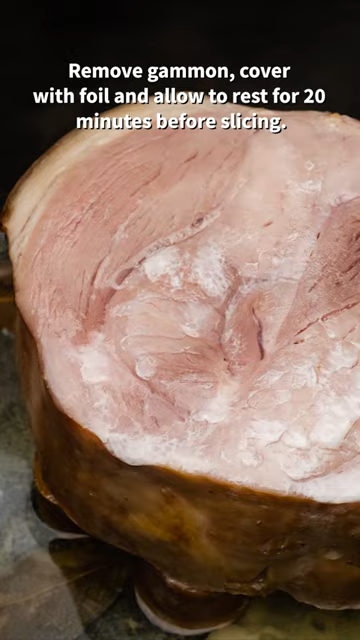 Remove gammon, cover
with foil and allow to rest for 20
minutes before slicing.